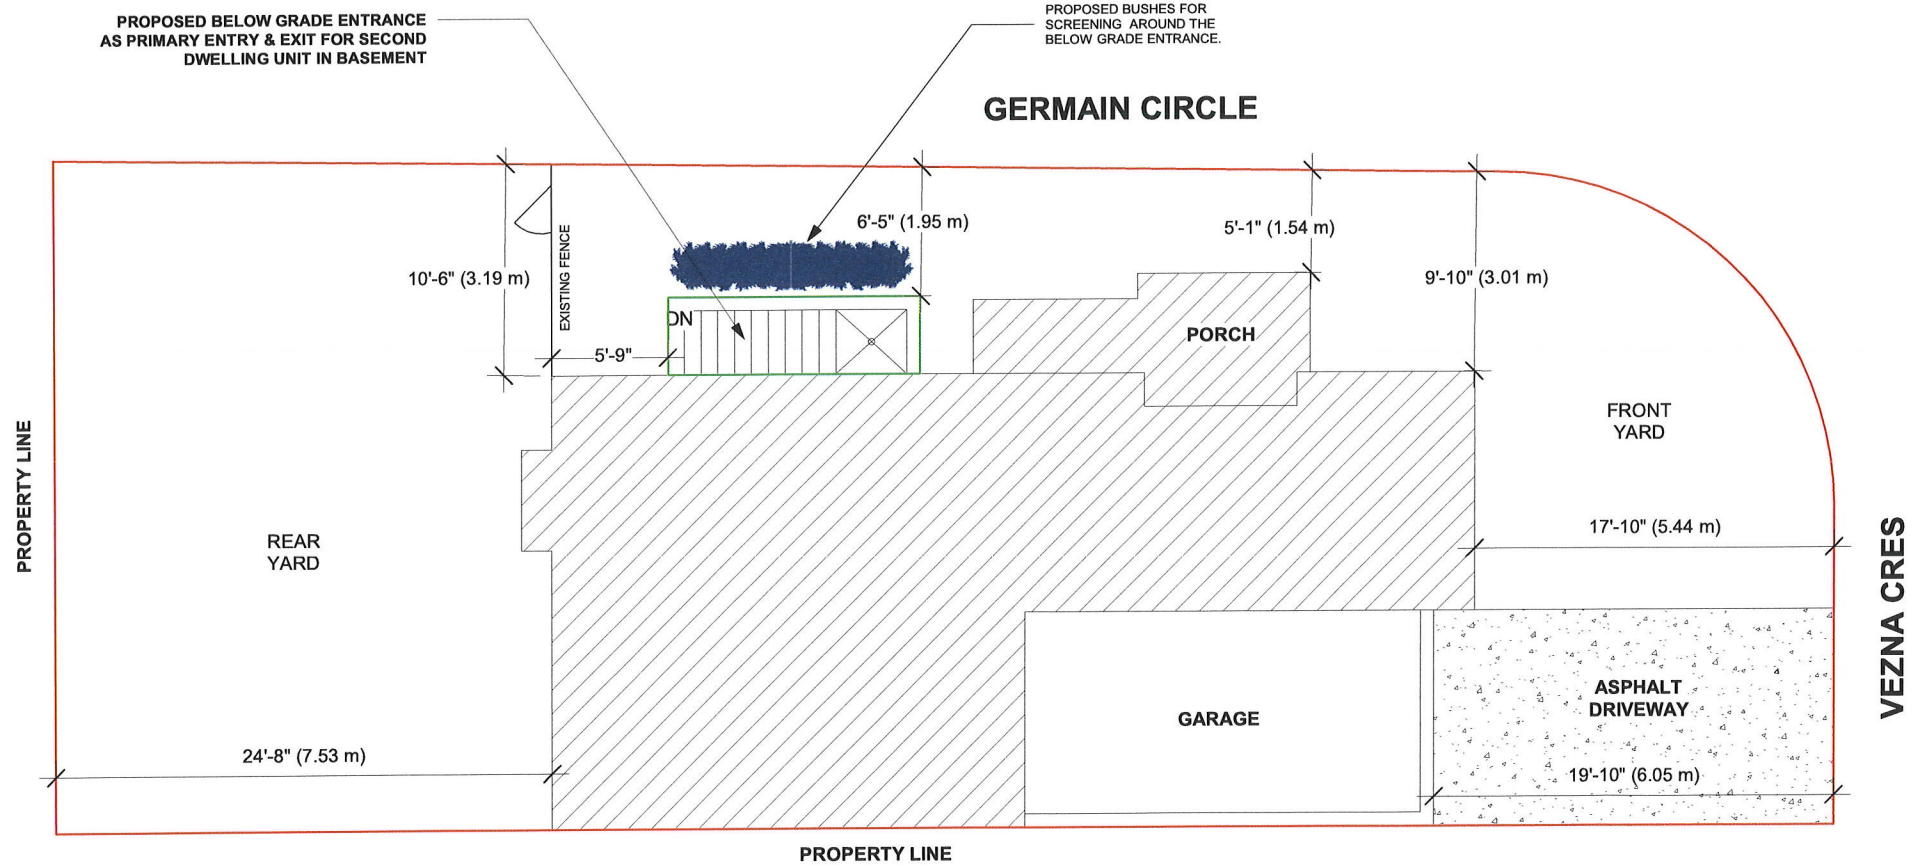 PROPOSED BELOW GRADE ENTRANCE
AS PRIMARY ENTRY & EXIT FOR SECOND
DWELLING UNIT IN BASEMENT
PROPOSED BUSHES FOR
SCREENING AROUND THE
BELOW GRADE ENTRANCE.
GERMAIN CIRCLE
6'-5" (1.95 m)
5'-1" (1.54 m)
10'-6" (3.19 m)
EXISTING FENCE
9'-10" (3.01 m)
DN
5'-9"
PORCH
FRONT
YARD
PROPERTY LINE
REAR
YARD
17'-10" (5.44 m)
VEZNA CRES
ASPHALT
DRIVEWAY
GARAGE
24'-8" (7.53 m)
19'-10" (6.05 m)
PROPERTY LINE